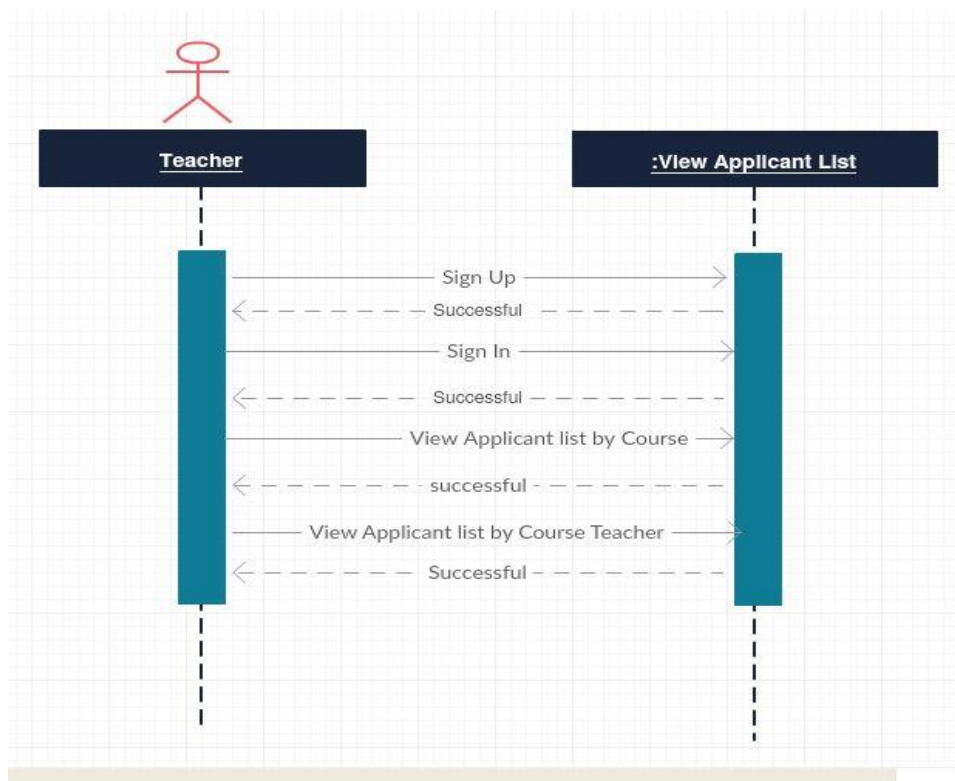 Teacher
:View Applicant List
Sign Up
Successful
Sign In
Successful
View Applicant list by Course
successful
View Applicant list by Course Teacher
Successful